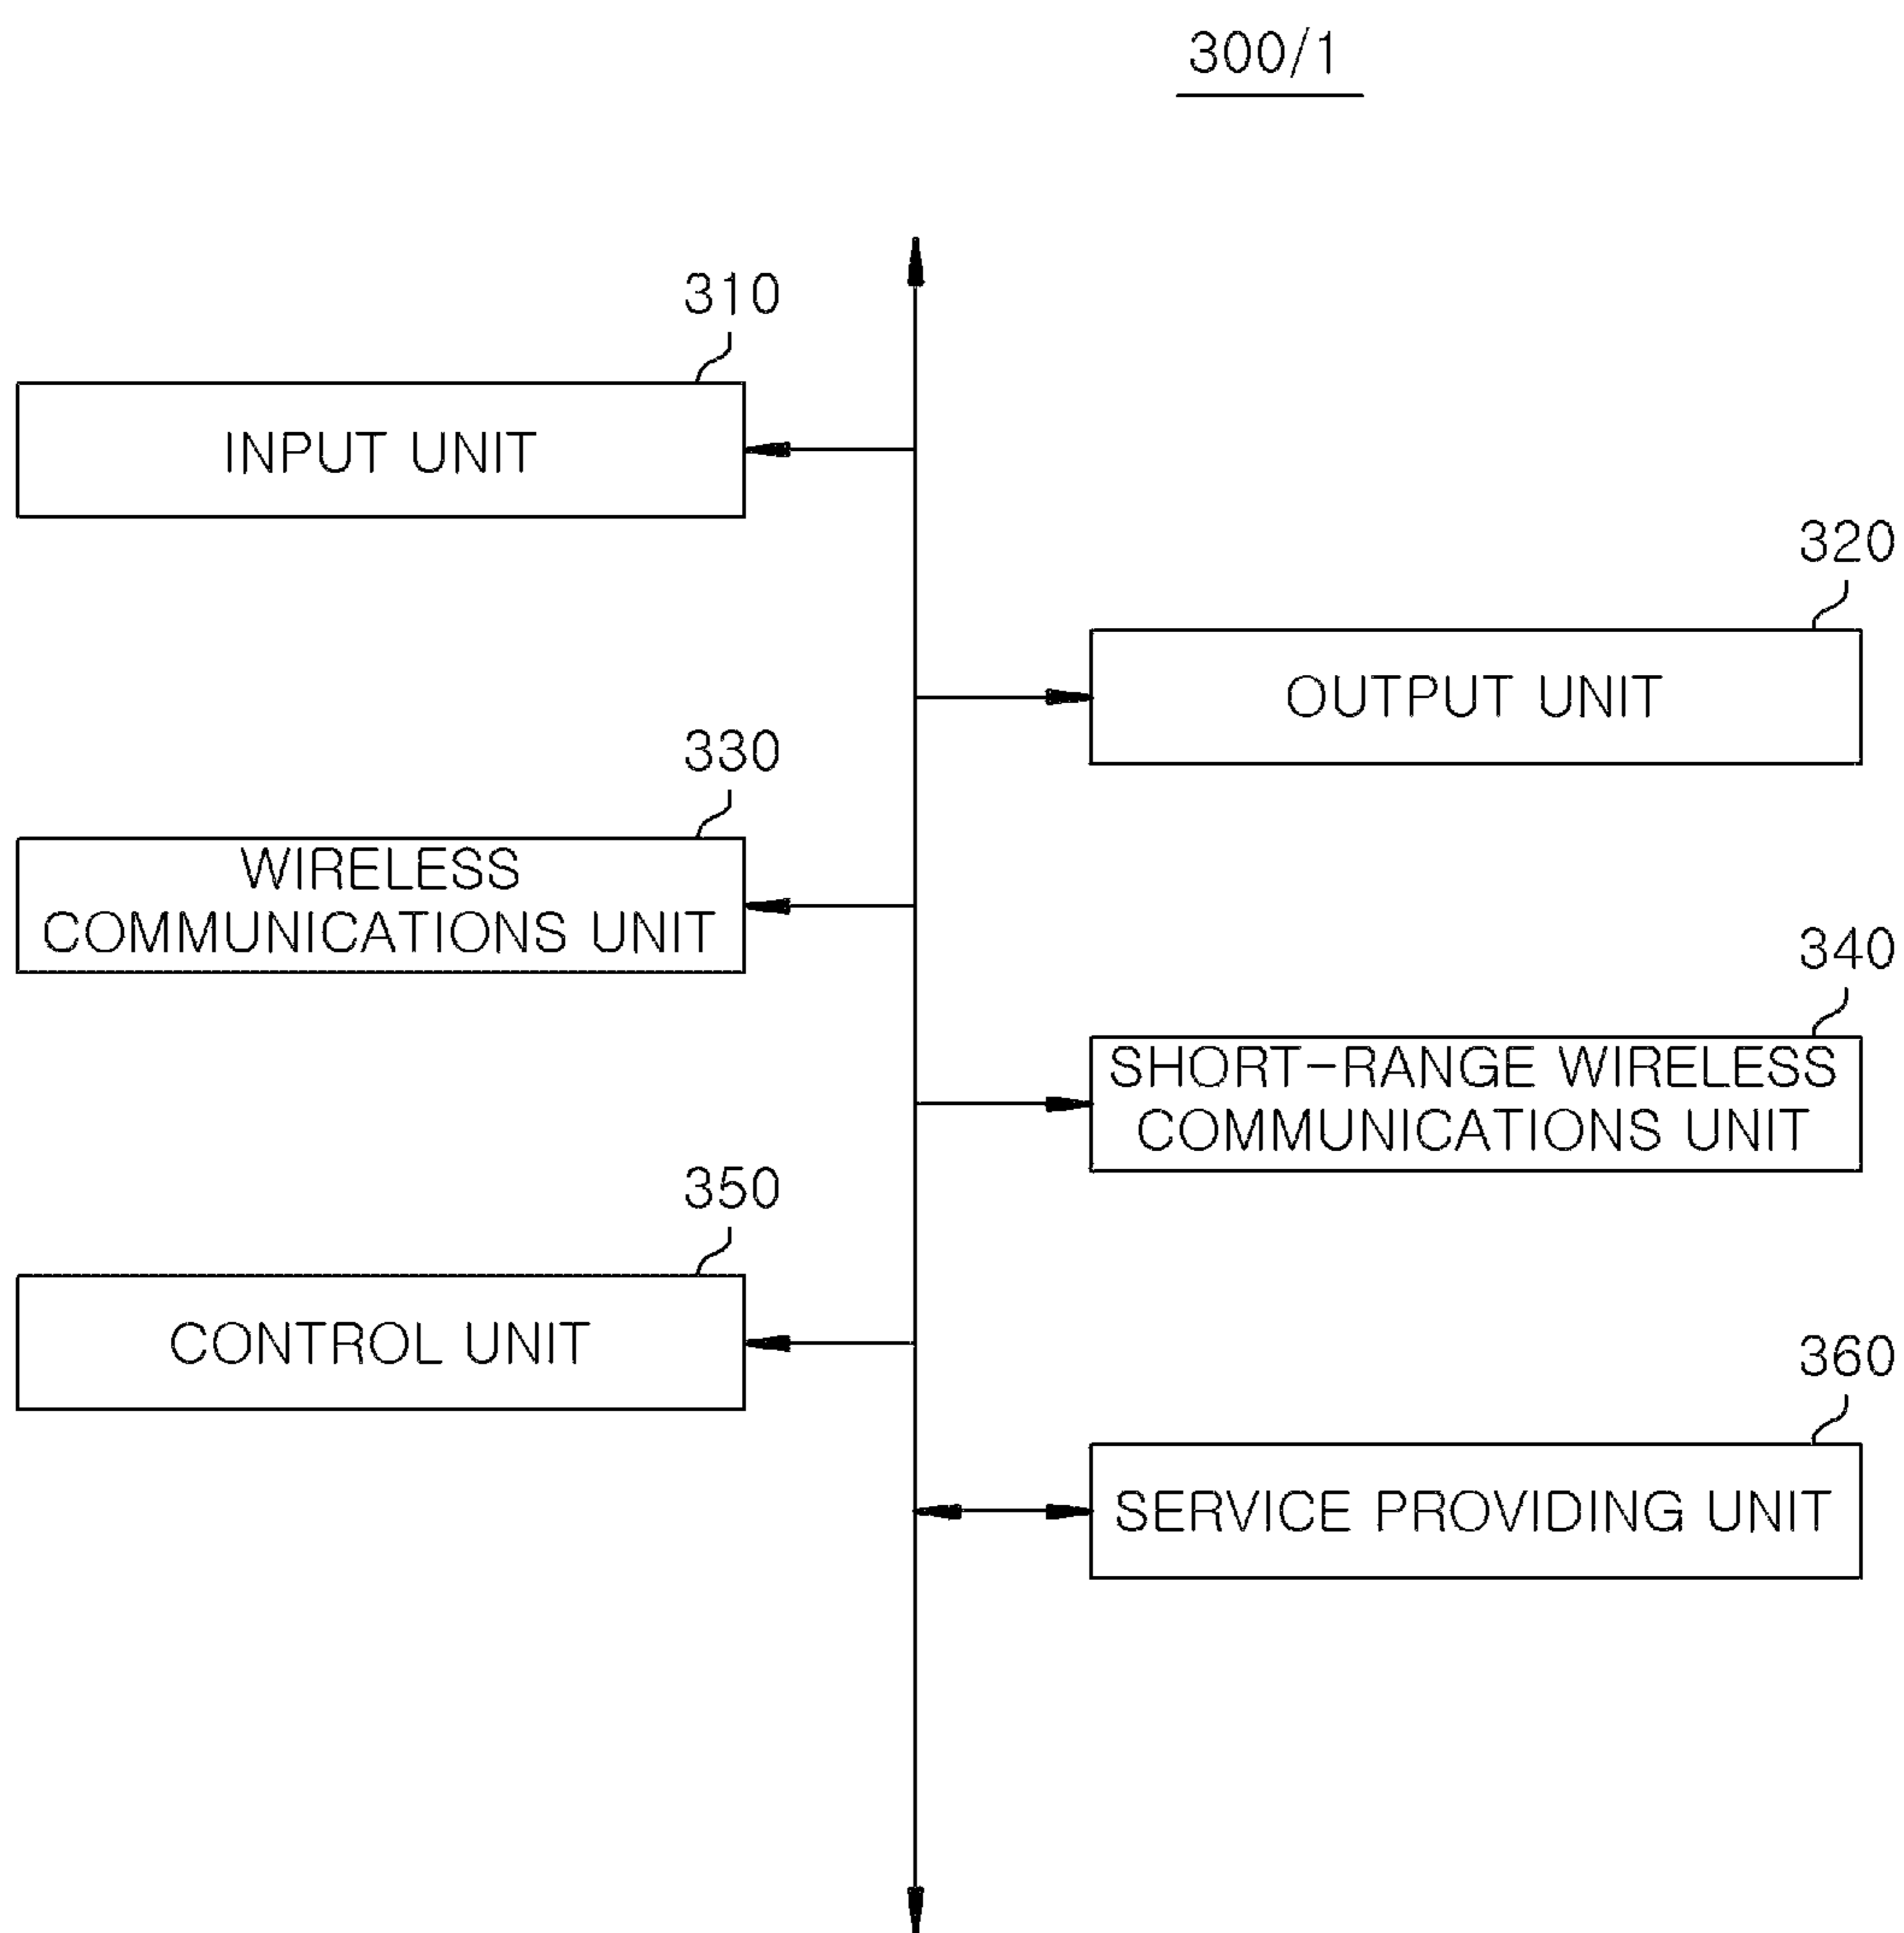 300/1
310
INPUT UNIT
320
OUTPUT UNIT
330
WIRELESS
COMMUNICATIONS UNIT
340
SHORT-RANGE WIRELESS
COMMUNICATIONS UNIT
350
CONTROL UNIT
360
SERVICE PROVIDING UNIT